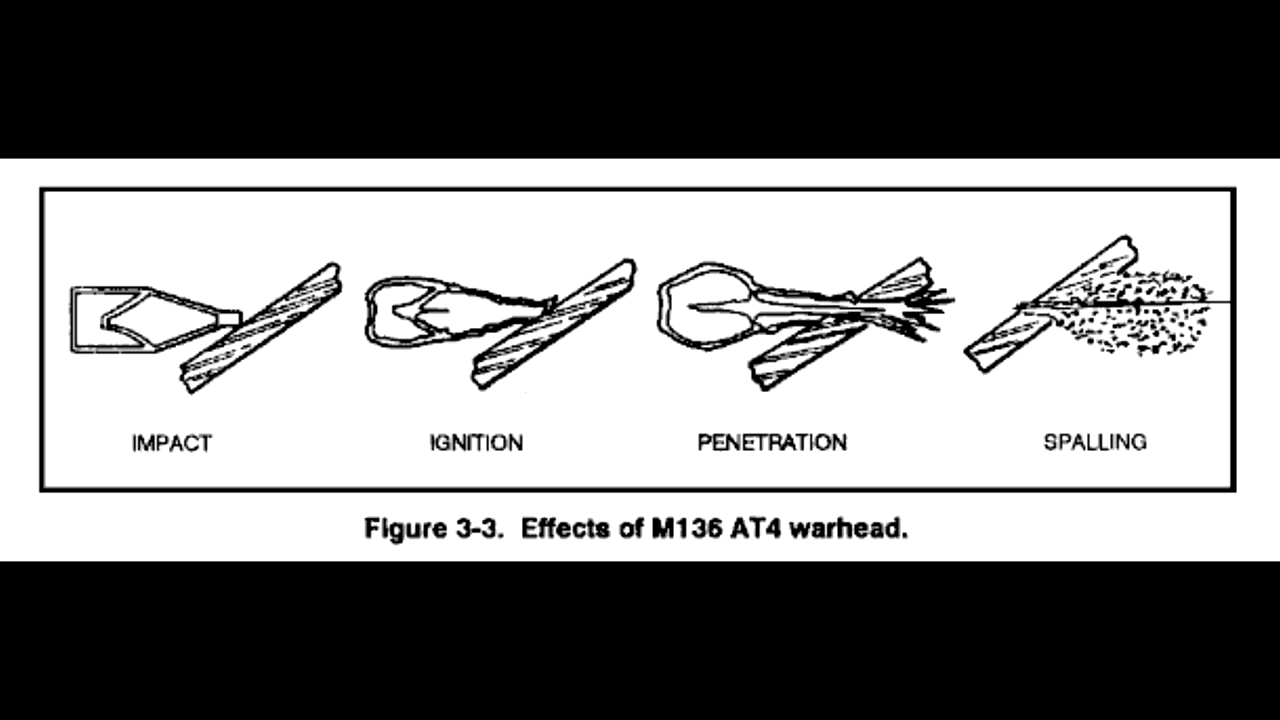 IMPACT
IGNITION
PENETRATION
SPALLING
Figure 3-3. Effects of M136 AT4 warhead.